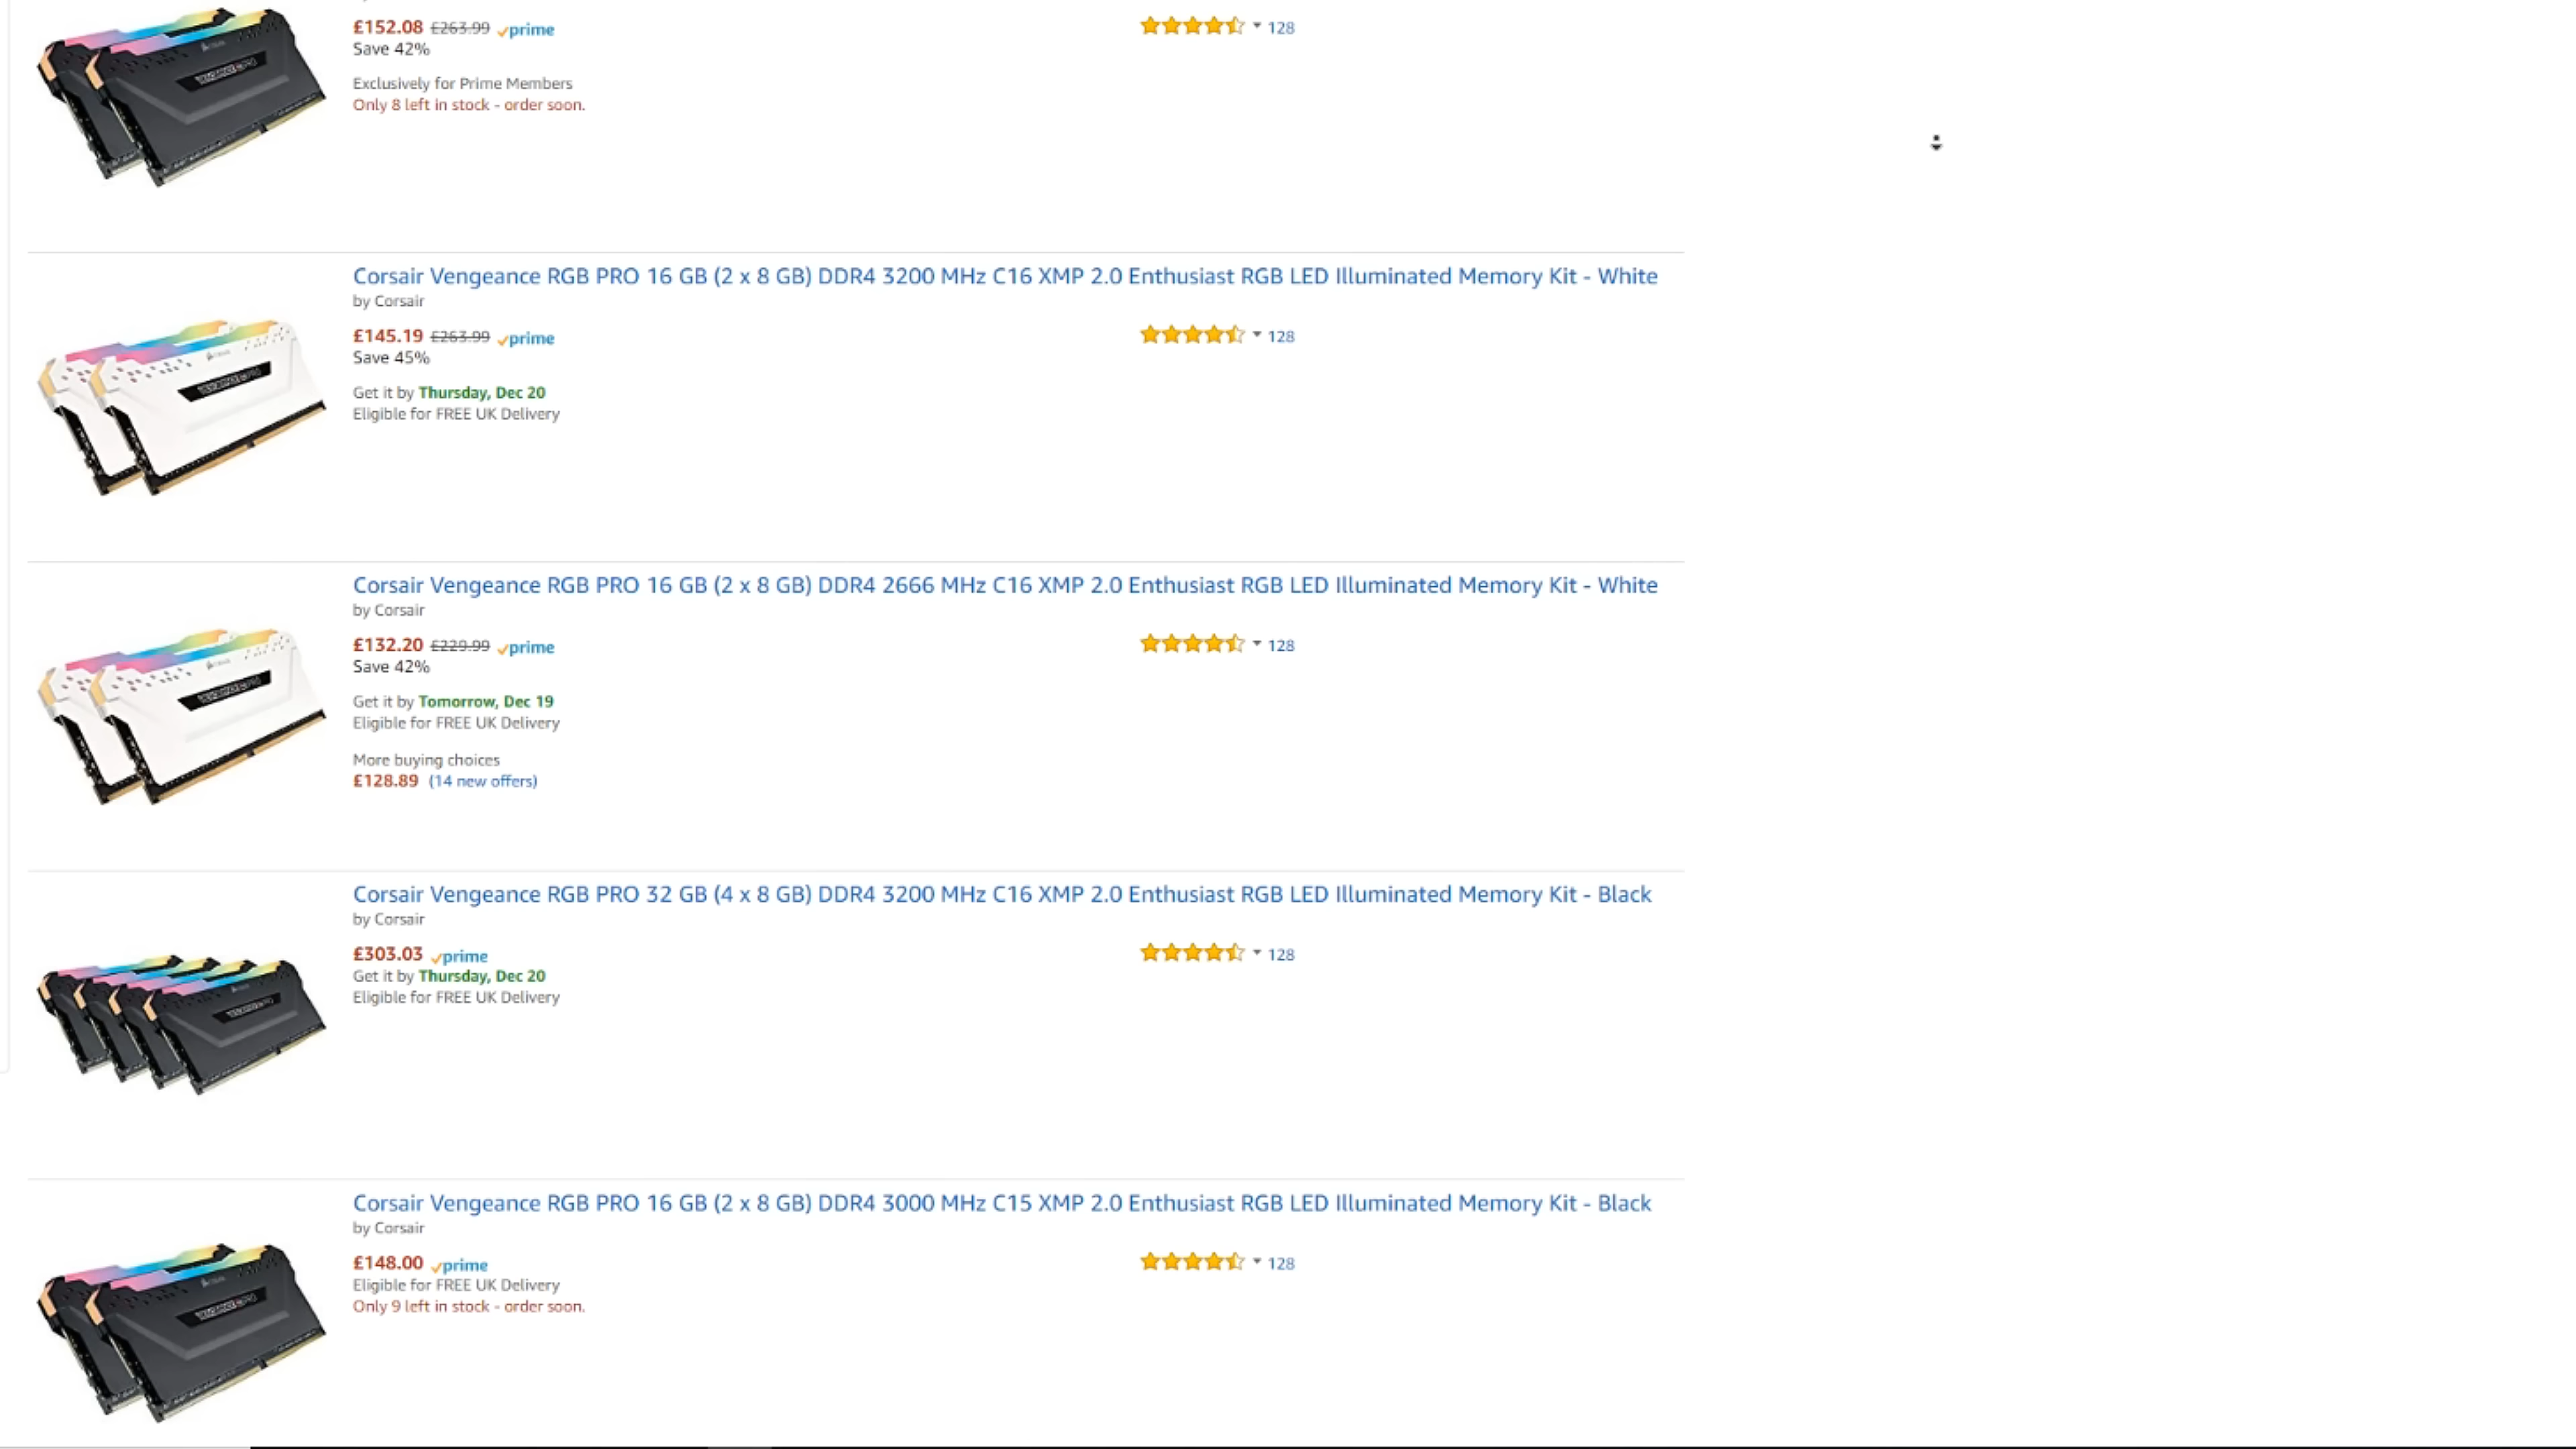 £152.08 £263.99 prime 128
Save 42%
Exclusively for Prime Members
Only 8 left in stock - order soon.
Corsair Vengeance RGB PRO 16 GB (2 x 8 GB) DDR4 3200 MHz C16 XMP 2.0 Enthusiast RGB LED Illuminated Memory Kit - White
by Corsair
£145.19 £263.99 prime 128
Save 45%
Get it by Thursday, Dec 20
Eligible for FREE UK Delivery
Corsair Vengeance RGB PRO 16 GB (2 x 8 GB) DDR4 2666 MHz C16 XMP 2.0 Enthusiast RGB LED Illuminated Memory Kit - White
by Corsair
£132.20 £229.99 prime 128
Save 42%
Get it by Tomorrow, Dec 19
Eligible for FREE UK Delivery
More buying choices
£128.89 (14 new offers)
Corsair Vengeance RGB PRO 32 GB (4 x 8 GB) DDR4 3200 MHz C16 XMP 2.0 Enthusiast RGB LED Illuminated Memory Kit - Black
by Corsair
£303.03 prime 128
Get it by Thursday, Dec 20
Eligible for FREE UK Delivery
Corsair Vengeance RGB PRO 16 GB (2 x 8 GB) DDR4 3000 MHz C15 XMP 2.0 Enthusiast RGB LED Illuminated Memory Kit - Black
by Corsair
£148.00 prime 128
Eligible for FREE UK Delivery
Only 9 left in stock - order soon.